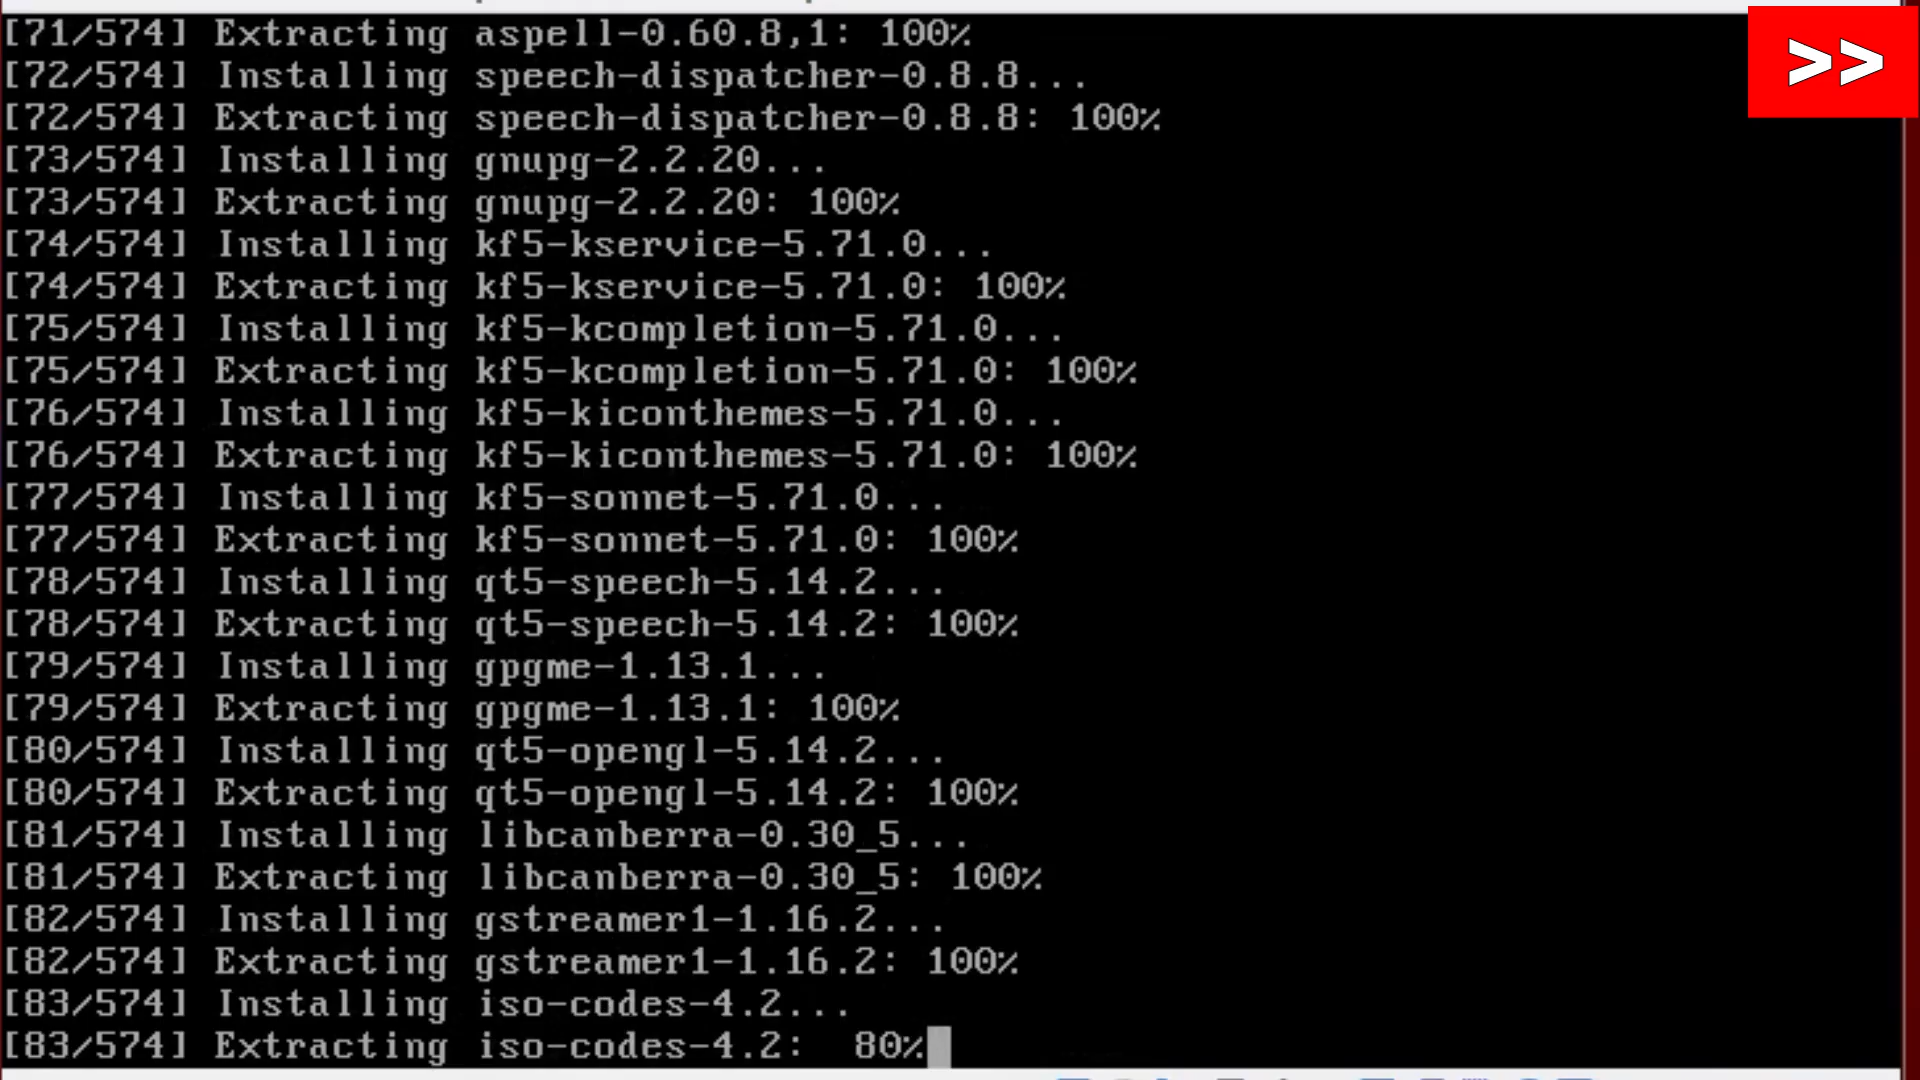 [71/574] Extracting aspell-0.60.8,1: 100%
>>
[72/574] Installing speech-dispatcher-0.8.8...
[72/574] Extracting speech-dispatcher-0.8.8: 100%
[73/574] Installing gnupg-2.2.20...
[73/574] Extracting gnupg-2.2.20: 100%
[74/574] Installing kf5-kservice-5.71.0...
[74/574] Extracting kf5-kservice-5.71.0: 100%
[75/574] Installing kf5-kcompletion-5.71.0...
[75/574] Extracting kf5-kcompletion-5.71.0: 100%
[76/574] Installing kf5-kiconthemes-5.71.0...
[76/574] Extracting kf5-kiconthemes-5.71.0: 100%
[77/574] Installing kf5-sonnet-5.71.0...
[77/574] Extracting kf5-sonnet-5.71.0: 100%
[78/574] Installing qt5-speech-5.14.2...
[78/574] Extracting qt5-speech-5.14.2: 100%
[79/574] Installing gpgme-1.13.1...
[79/574] Extracting gpgme-1.13.1: 100%
[80/574] Installing qt5-opengl-5.14.2...
[80/574] Extracting qt5-opengl-5.14.2: 100%
[81/574] Installing libcanberra-0.30_5...
[81/574] Extracting libcanberra-0.30_5: 100%
[82/574] Installing gstreamer1-1.16.2...
[82/574] Extracting gstreamer1-1.16.2: 100%
[83/574] Installing iso-codes-4.2...
[83/574] Extracting iso-codes-4.2:  80%